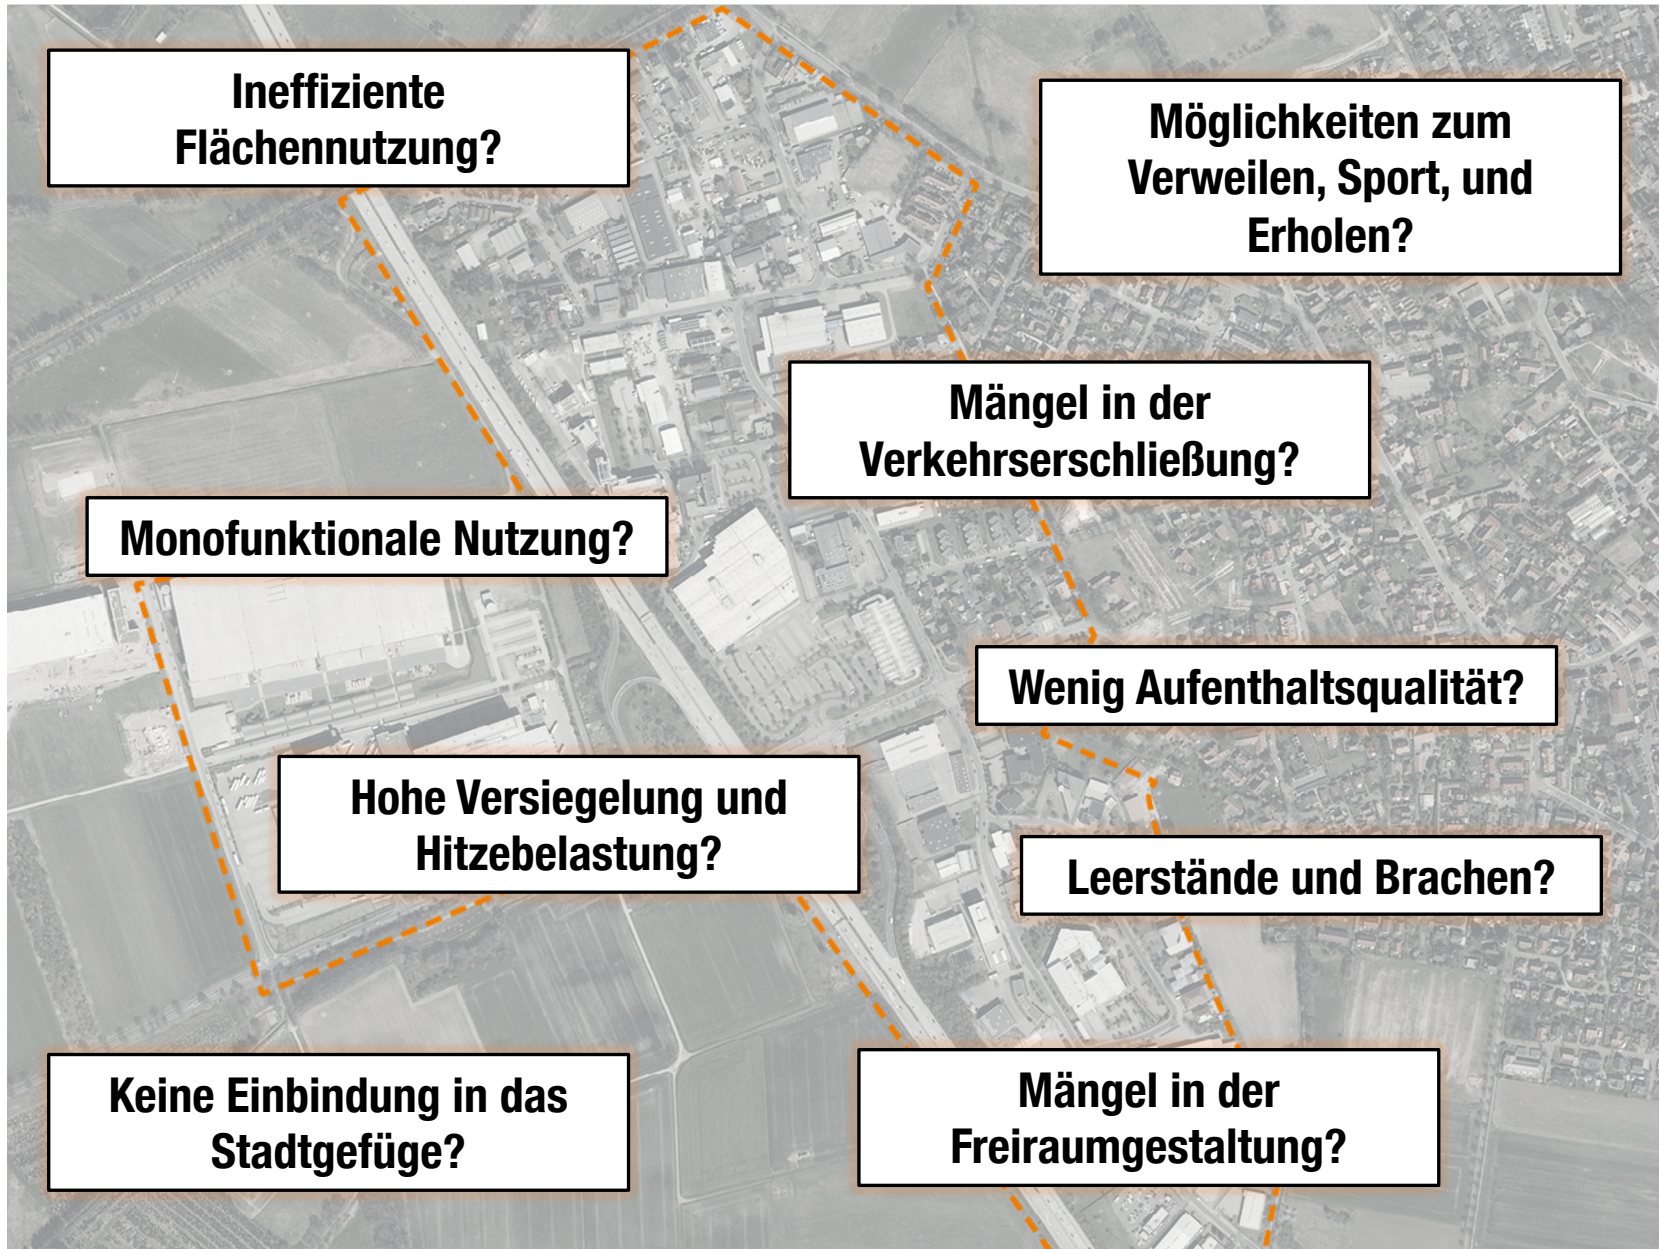 Ineffiziente
Flächennutzung?
Möglichkeiten zum
Verweilen, Sport, und
Erholen?
Mängel in der
Verkehrserschließung?
Monofunktionale Nutzung?
Wenig Aufenthaltsqualität?
Hohe Versiegelung und
Hitzebelastung?
Leerstände und Brachen?
Keine Einbindung in das
Stadtgefüge?
Mängel in der
Freiraumgestaltung?